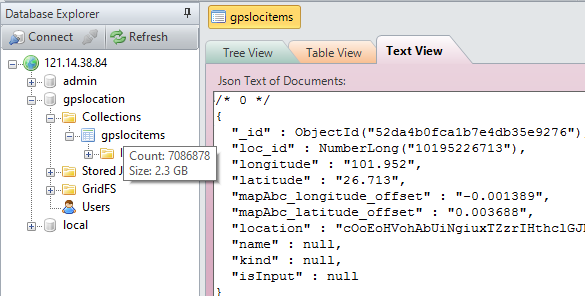 Database Explorer
Connect
Refresh
121.14.38.84
admin
gpslocation
Collections
gpslocitems
Count: 7086878
Size: 2.3 GB
Stored
GridFS
Users
local
gpslocitems
Tree View
Table View
Text View
Json Text of Documents:
/* 0 */
{
"_id" : ObjectId("52da4b0fca1b7e4db35e9276")
"loc_id" : NumberLong("10195226713"),
"longitude" : "101.952",
"latitude" : "26.713",
"mapAbc_longitude_offset" : "-0.001389",
"mapAbc_latitude_offset" : "0.003688",
"location" : "cOoEoHVohAbUiNgiuxTZzrIHthclGJ
"name" : null,
"kind" : null,
"isInput" : null
}